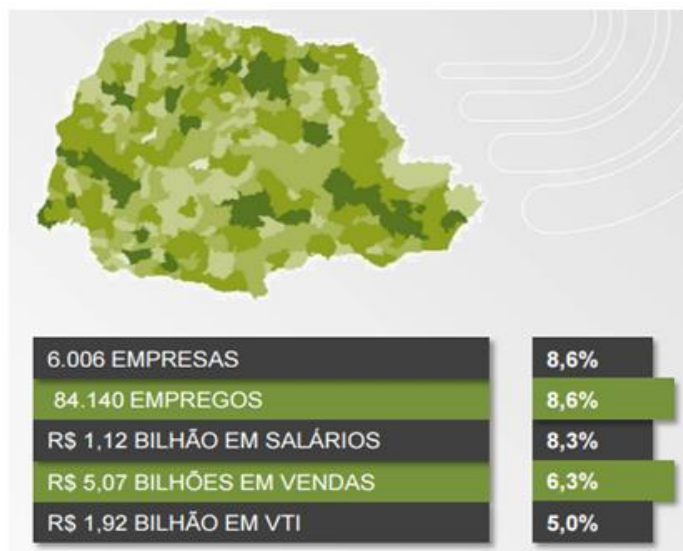 6.006 EMPRESAS 8,6%
84.140 EMPREGOS 8,6%
R$ 1,12 BILHÃO EM SALÁRIOS 8,3%
R$ 5,07 BILHÕES EM VENDAS 6,3%
R$ 1,92 BILHÃO EM VTI 5,0%